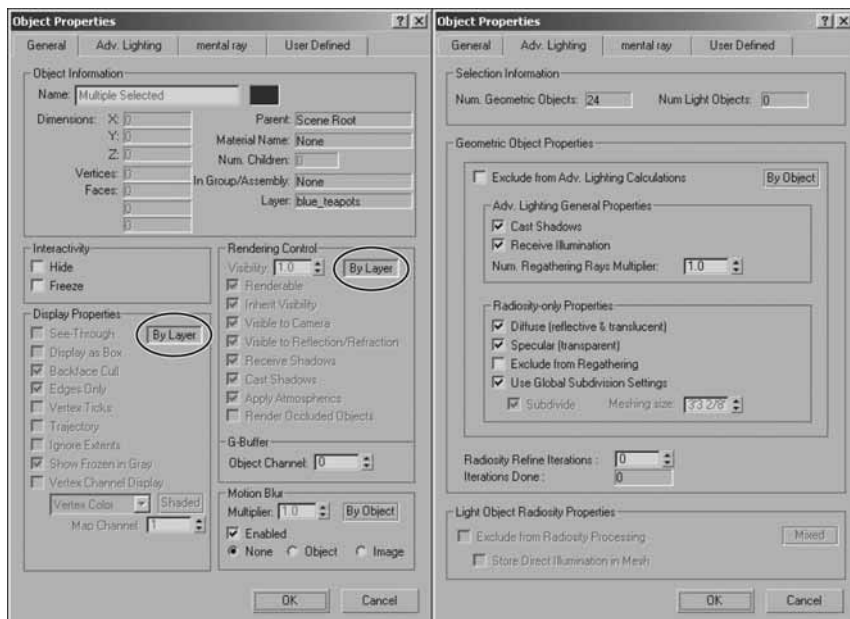 Object Properties
General Adv. Lighting mental ray User Defined
Object Information
Name: Multiple Selected
Dimensions: X: 0
Y: 0
Z: 0
Vertices: 0
Faces: 0
0
0
Parent: Scene Root
Material Name: None
Num. Children: 0
In Group/Assembly: None
Layer: blue_teapots
Interactivity
Hide
Freeze
Display Properties
See-Through By Layer
Display as Box
Backface Cull
Edges Only
Vertex Ticks
Trajectory
Ignore Extents
Show Frozen in Gray
Vertex Channel Display
Vertex Color Shaded
Map Channel: 1
Rendering Control
Visibility: 1.0 By Layer
Renderable
Inherit Visibility
Visible to Camera
Visible to Reflection/Refraction
Receive Shadows
Cast Shadows
Apply Atmospherics
Render Occluded Objects
G-Buffer
Object Channel: 0
Motion Blur
Multiplier: 1.0 By Object
Enabled
None Object Image
OK Cancel
Object Properties
General Adv. Lighting mental ray User Defined
Selection Information
Num. Geometric Objects: 24 Num Light Objects: 0
Geometric Object Properties
Exclude from Adv. Lighting Calculations By Object
Adv. Lighting General Properties
Cast Shadows
Receive Illumination
Num. Regathering Rays Multiplier: 1.0
Radiosity-only Properties
Diffuse (reflective & translucent)
Specular (transparent)
Exclude from Regathering
Use Global Subdivision Settings
Subdivide Meshing size: 3'3 2/8"
Radiosity Refine Iterations : 0
Iterations Done : 0
Light Object Radiosity Properties
Exclude from Radiosity Processing Mixed
Store Direct Illumination in Mesh
OK Cancel